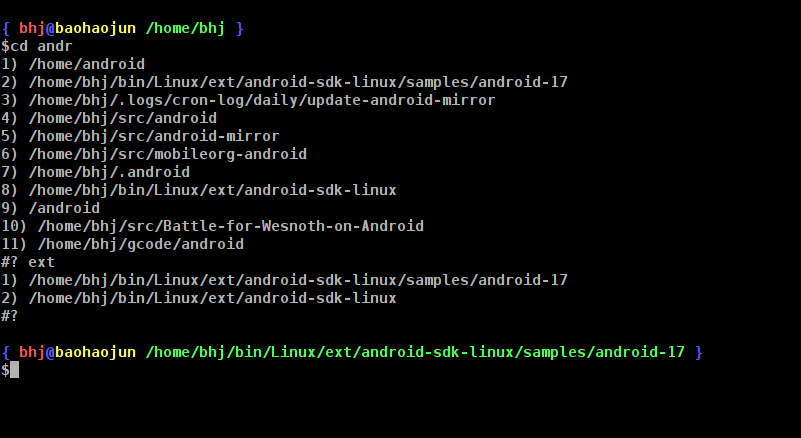 { bhj@baohaojun /home/bhj }
$cd andr
1) /home/android
2) /home/bhj/bin/Linux/ext/android-sdk-linux/samples/android-17
3) /home/bhj/.logs/cron-log/daily/update-android-mirror
4) /home/bhj/src/android
5) /home/bhj/src/android-mirror
6) /home/bhj/src/mobileorg-android
7) /home/bhj/.android
8) /home/bhj/bin/Linux/ext/android-sdk-linux
9) /android
10) /home/bhj/src/Battle-for-Wesnoth-on-Android
11) /home/bhj/gcode/android
#? ext
1) /home/bhj/bin/Linux/ext/android-sdk-linux/samples/android-17
2) /home/bhj/bin/Linux/ext/android-sdk-linux
#?
{ bhj@baohaojun /home/bhj/bin/Linux/ext/android-sdk-linux/samples/android-17 }
$